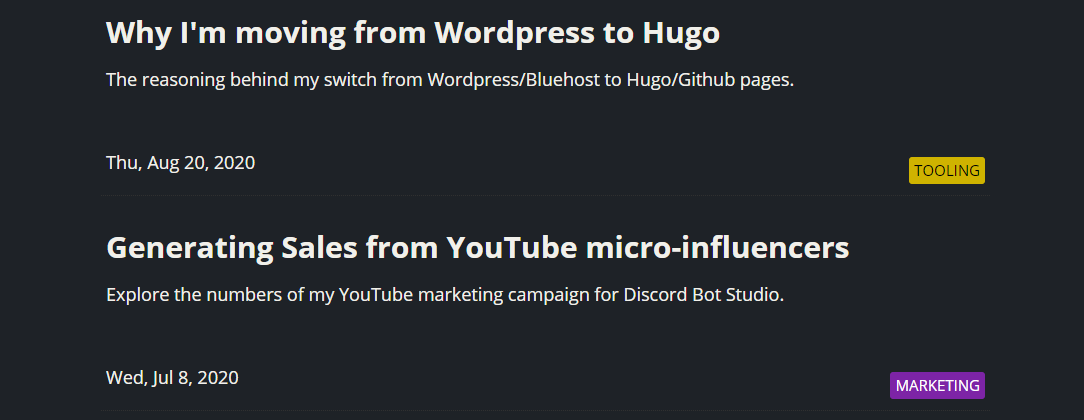 Why I'm moving from Wordpress to Hugo
The reasoning behind my switch from Wordpress/Bluehost to Hugo/Github pages.
Thu, Aug 20, 2020
TOOLING
Generating Sales from YouTube micro-influencers
Explore the numbers of my YouTube marketing campaign for Discord Bot Studio.
Wed, Jul 8, 2020
MARKETING